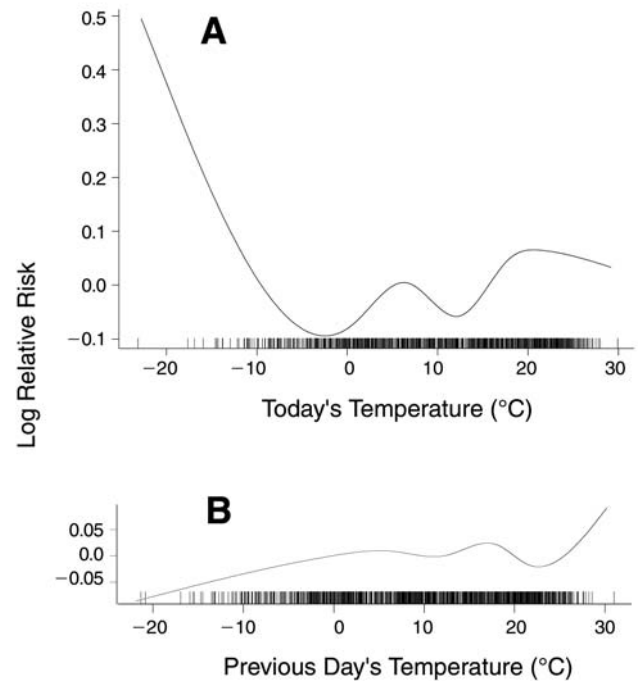 A
0.5
0.4
0.3
0.2
0.1
0.0
−0.1
−20 −10 0 10 20 30
Today's Temperature (°C)
Log Relative Risk
B
0.05
0.0
−0.05
−20 −10 0 10 20 30
Previous Day's Temperature (°C)